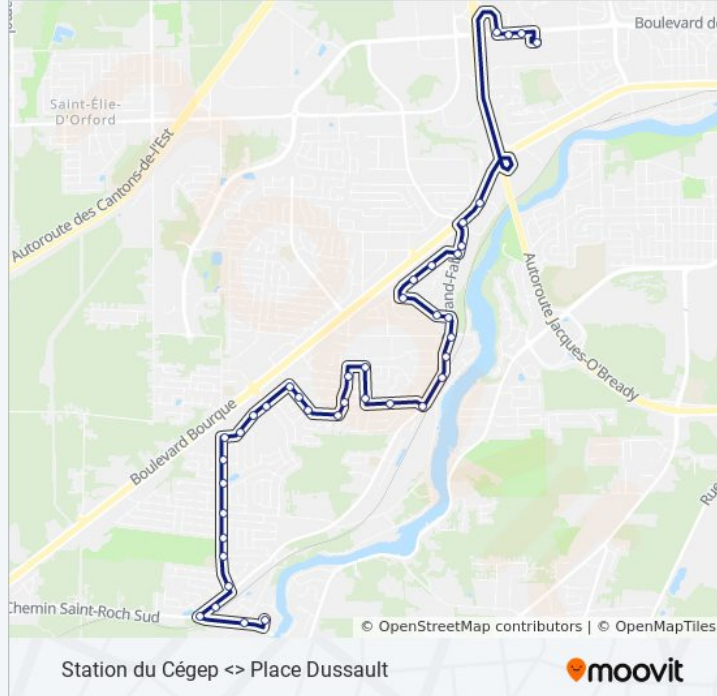 Boulevard de
Saint-Élie-
D'Orford
Autoroute des Cantons-de-l'Est
Autoroute Jacques-O'Bready
Boulevard Bourque
Rue
Chemin Saint-Roch Sud
© OpenStreetMap contributors | © OpenMapTiles
Station du Cégep <> Place Dussault
moovit